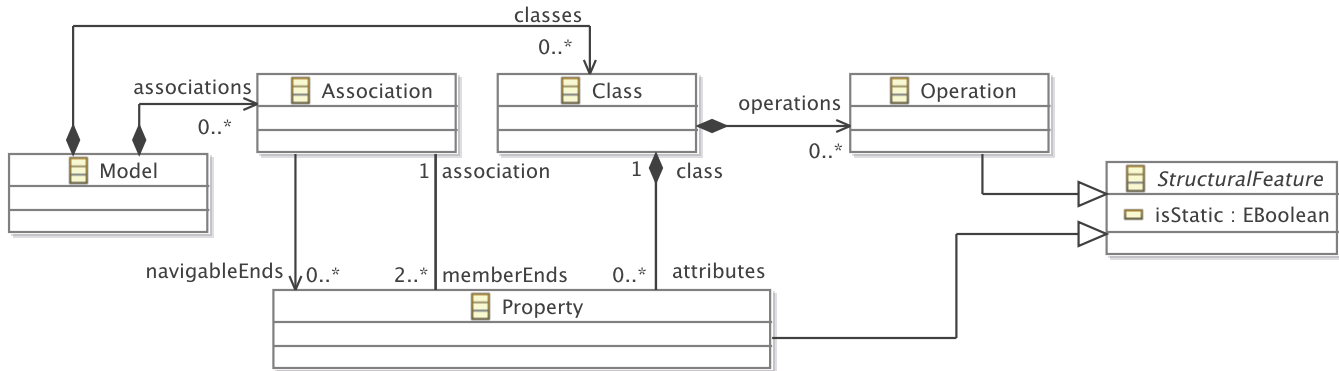 classes
0..*
associations
0..*
Association
Class
operations
0..*
Operation
Model
1 association
1 class
StructuralFeature
isStatic : EBoolean
navigableEnds 0..*
2..* memberEnds
0..* attributes
Property